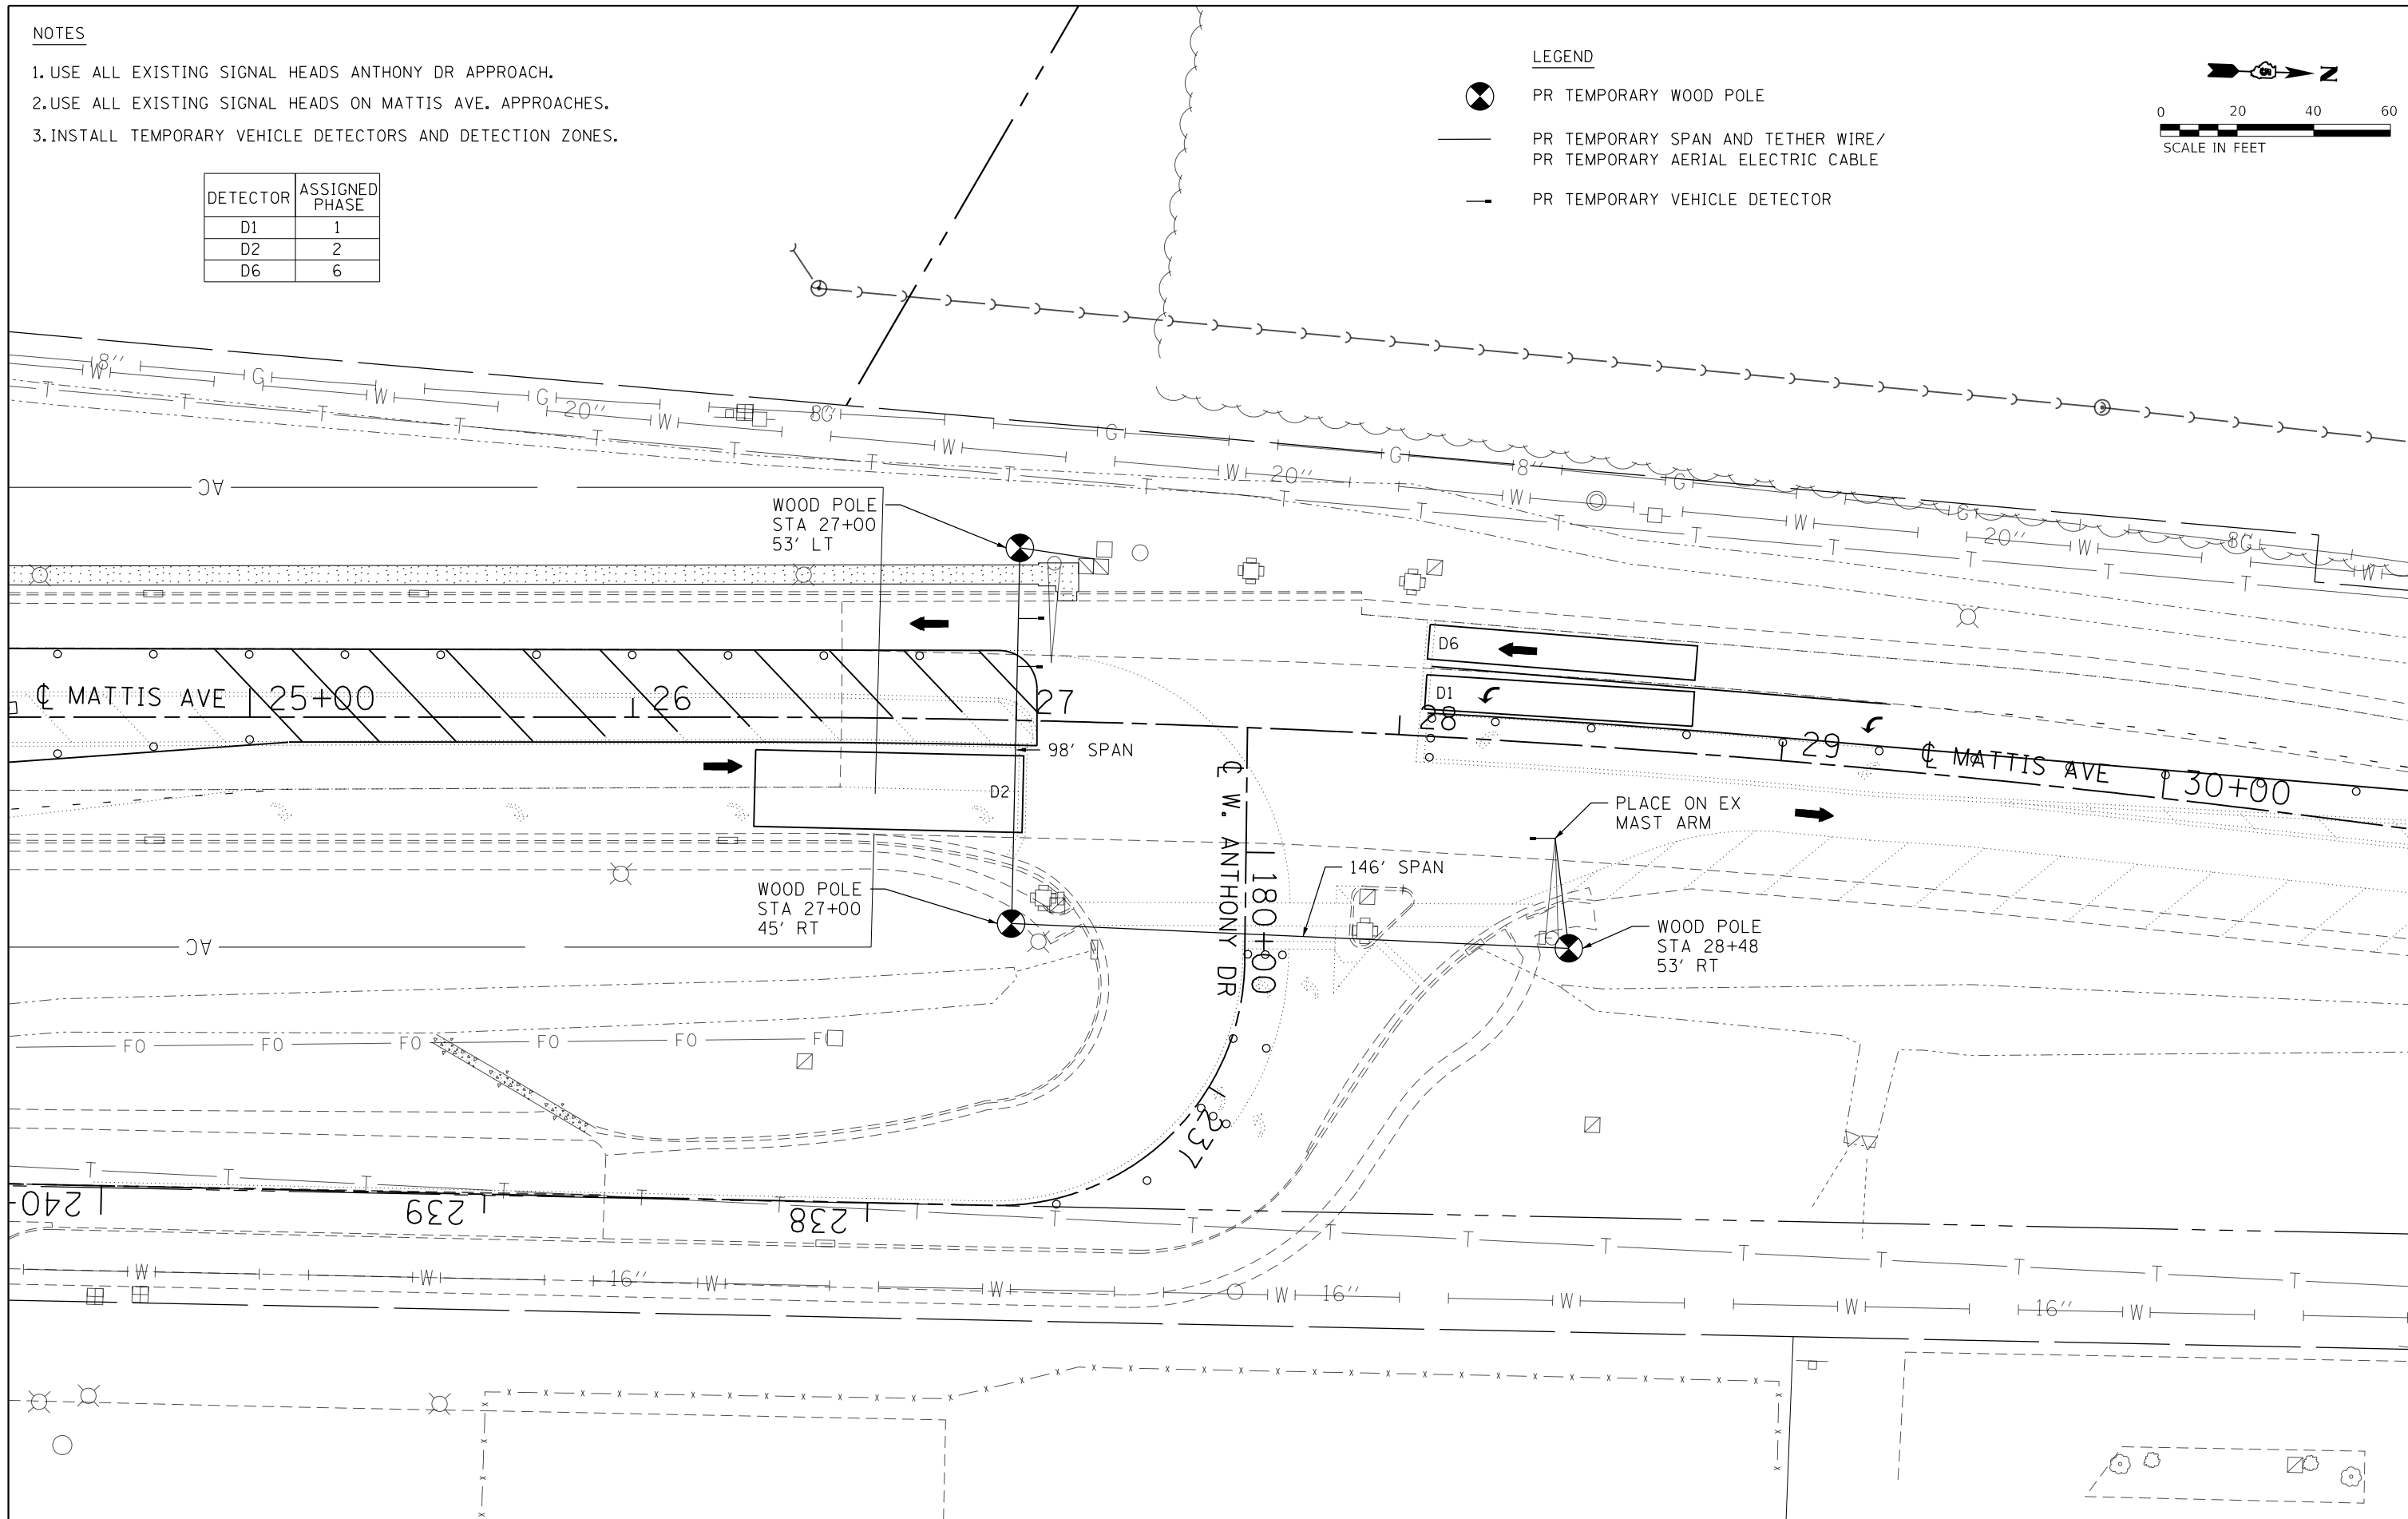 NOTES
1. USE ALL EXISTING SIGNAL HEADS ANTHONY DR APPROACH.
2. USE ALL EXISTING SIGNAL HEADS ON MATTIS AVE. APPROACHES.
3. INSTALL TEMPORARY VEHICLE DETECTORS AND DETECTION ZONES.
DETECTOR ASSIGNED PHASE
D1 1
D2 2
D6 6
LEGEND
PR TEMPORARY WOOD POLE
PR TEMPORARY SPAN AND TETHER WIRE/
PR TEMPORARY AERIAL ELECTRIC CABLE
PR TEMPORARY VEHICLE DETECTOR
N
0 20 40 60
SCALE IN FEET
8" W G W G 20" W 8G W G W 20" G W 8" G W G 20" W 8G W
T T T T T T T T T T T T T T T T T
AC
WOOD POLE
STA 27+00
53' LT
D6
D1
℄ MATTIS AVE 25+00 26 27 28 29 ℄ MATTIS AVE 30+00
98' SPAN
D2
℄ W. ANTHONY DR
180+00
PLACE ON EX
MAST ARM
146' SPAN
WOOD POLE
STA 27+00
45' RT
WOOD POLE
STA 28+48
53' RT
AC
FO FO FO FO FO
237
T T T T T T T T T T T T T T T T T
240 239 238
W W 16" W W W 16" W W 16" W